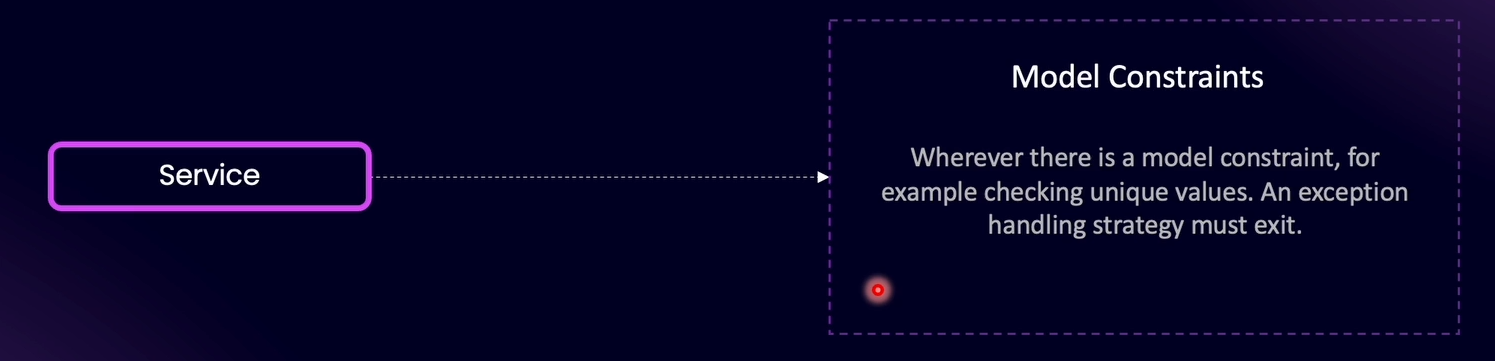 Model Constraints
Service
Wherever there is a model constraint, for
example checking unique values. An exception
handling strategy must exit.